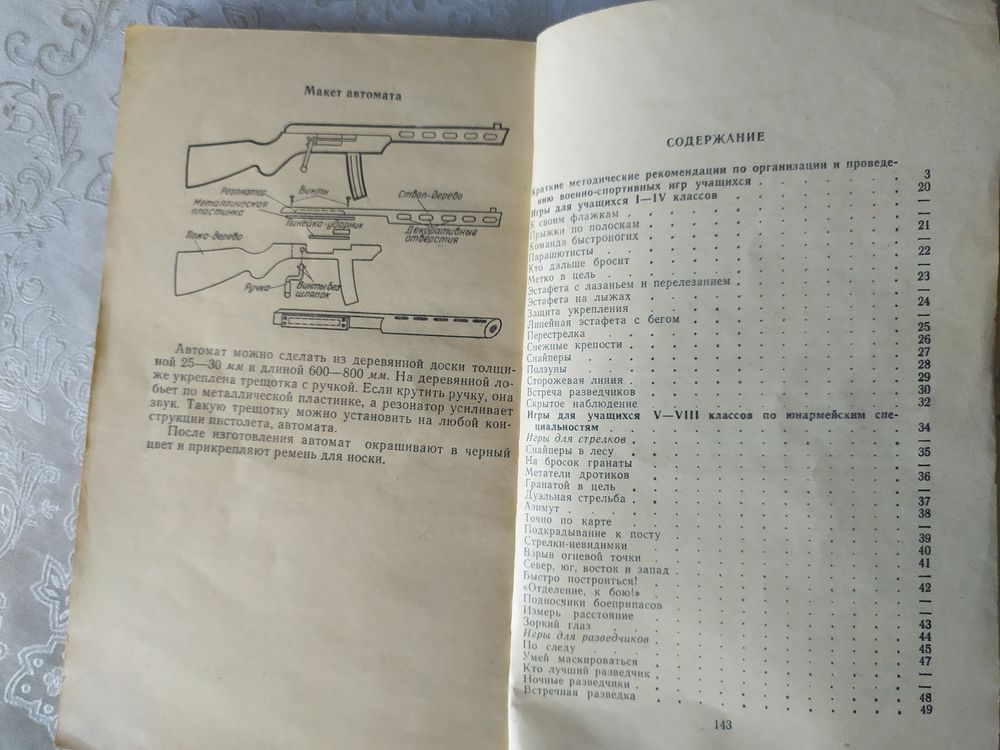 Макет автомата
Резонатор
Винты
Ствол-дерево
Металлическая
пластинка
Линейка-ударник
Декоративные
отверстия
Ложа-дерево
Ручка
Винты без
шляпок
Автомат можно сделать из деревянной доски толщи-
ной 25—30 мм и длиной 600—800 мм. На деревянной ло-
же укреплена трещотка с ручкой. Если крутить ручку, она
бьет по металлической пластинке, а резонатор усиливает
звук. Такую трещотку можно установить на любой кон-
струкции пистолета, автомата.
После изготовления автомат окрашивают в черный
цвет и прикрепляют ремень для носки.
СОДЕРЖАНИЕ
Краткие методические рекомендации по организации и проведе-
нию военно-спортивных игр учащихся . . . . . . . 3
Игры для учащихся I—IV классов . . . . . . . 20
К своим флажкам . . . . . . . —
Прыжки по полоскам . . . . . . . —
Команда быстроногих . . . . . . . 21
Парашютисты . . . . . . . —
Кто дальше бросит . . . . . . . 22
Метко в цель . . . . . . . —
Эстафета с лазаньем и перелезанием . . . . . . . 23
Эстафета на лыжах . . . . . . . —
Защита укрепления . . . . . . . 24
Линейная эстафета с бегом . . . . . . . —
Перестрелка . . . . . . . 25
Снежные крепости . . . . . . . 26
Снайперы . . . . . . . 27
Ползуны . . . . . . . 28
Сторожевая линия . . . . . . . 29
Встреча разведчиков . . . . . . . 30
Скрытое наблюдение . . . . . . . 32
Игры для учащихся V—VIII классов по юнармейским спе-
циальностям . . . . . . . 34
Игры для стрелков . . . . . . . —
Снайперы в лесу . . . . . . . 35
На бросок гранаты . . . . . . . —
Метатели дротиков . . . . . . . 36
Гранатой в цель . . . . . . . —
Дуэльная стрельба . . . . . . . 37
Азимут . . . . . . . 38
Точно по карте . . . . . . . —
Подкрадывание к посту . . . . . . . 39
Стрелки-невидимки . . . . . . . 40
Взрыв огневой точки . . . . . . . 41
Север, юг, восток и запад . . . . . . . —
Быстро построиться! . . . . . . . 42
«Отделение, к бою!» . . . . . . . —
Подносчики боеприпасов . . . . . . . —
Измерь расстояние . . . . . . . 43
Зоркий глаз . . . . . . . 44
Игры для разведчиков . . . . . . . 45
По следу . . . . . . . 47
Умей маскироваться . . . . . . . —
Кто лучший разведчик . . . . . . . —
Ночные разведчики . . . . . . . 48
Встречная разведка . . . . . . . 49
143